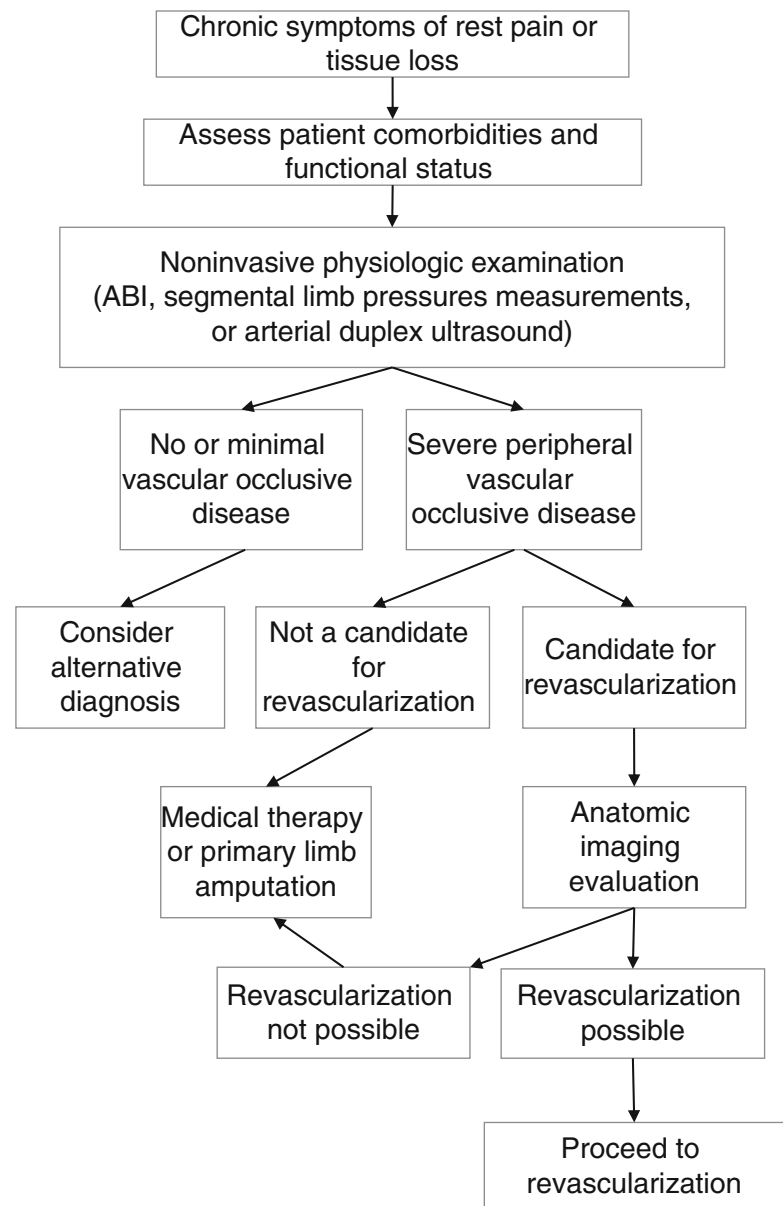 Chronic symptoms of rest pain or
tissue loss
Assess patient comorbidities and
functional status
Noninvasive physiologic examination
(ABI, segmental limb pressures measurements,
or arterial duplex ultrasound)
No or minimal
vascular occlusive
disease
Severe peripheral
vascular
occlusive disease
Consider
alternative
diagnosis
Not a candidate
for
revascularization
Candidate for
revascularization
Medical therapy
or primary limb
amputation
Anatomic
imaging
evaluation
Revascularization
not possible
Revascularization
possible
Proceed to
revascularization